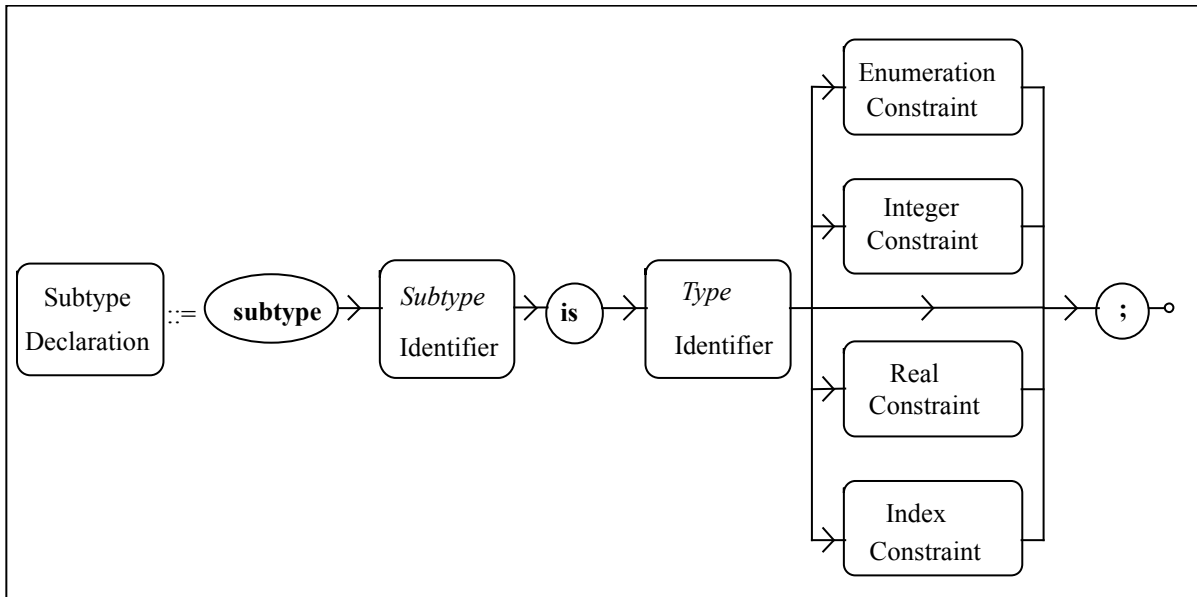 Subtype
Declaration
::=
subtype
Subtype
Identifier
is
Type
Identifier
Enumeration
Constraint
Integer
Constraint
Real
Constraint
Index
Constraint
;